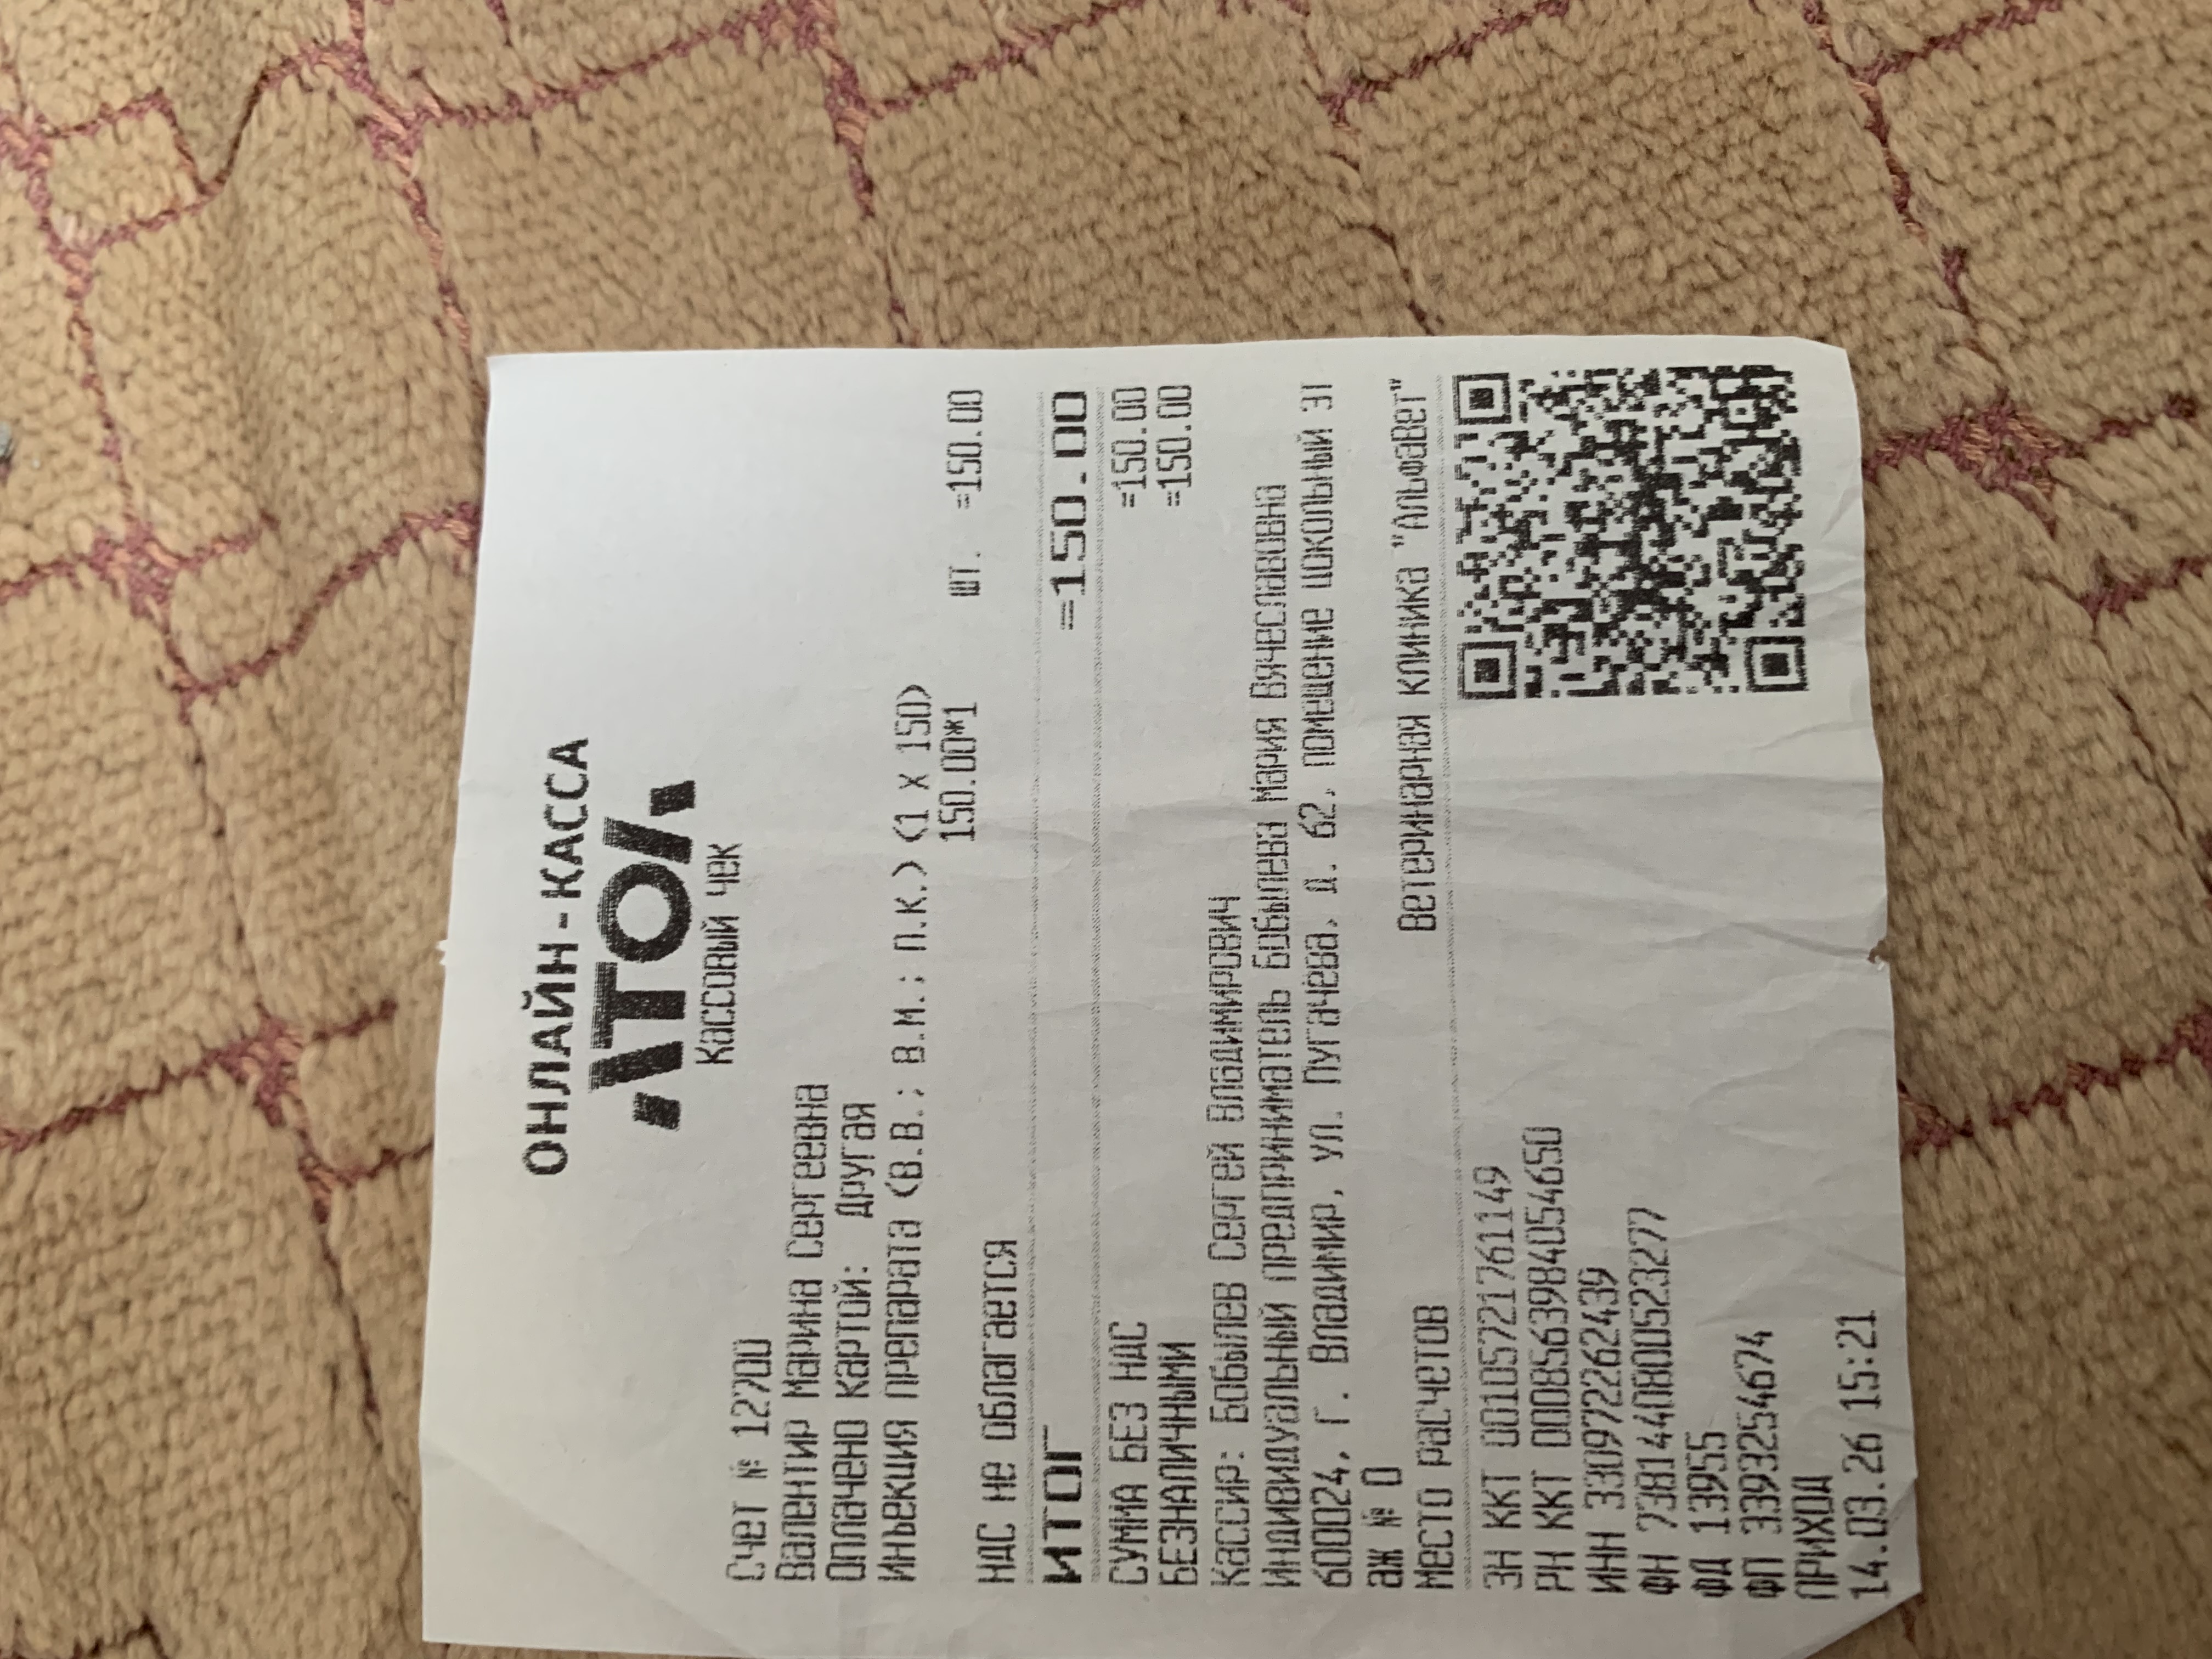 ОНЛАЙН-КАССА
АТОЛ
Кассовый чек
Счет № 12700
Валентир Марина Сергеевна
Оплачено картой: Другая
Инъекция препарата (В.В.; В.М.; П.К.) (1 x 150)
150.00*1 шт. =150.00
НДС не облагается
ИТОГ =150.00
СУММА БЕЗ НДС =150.00
БЕЗНАЛИЧНЫМИ =150.00
Кассир: Бобылев Сергей Владимирович
Индивидуальный предприниматель Бобылева Мария Вячеславовна
600024, Г. Владимир, ул. Пугачева, д. 62, помещение цокольный эт
аж № 0
Место расчетов Ветеринарная клиника "АльфаВет"
ЗН ККТ 00105721761149
РН ККТ 0008563984054650
ИНН 330972262439
ФН 7381440800523277
ФД 13955
ФП 3393254674
ПРИХОД
14.03.26 15:21